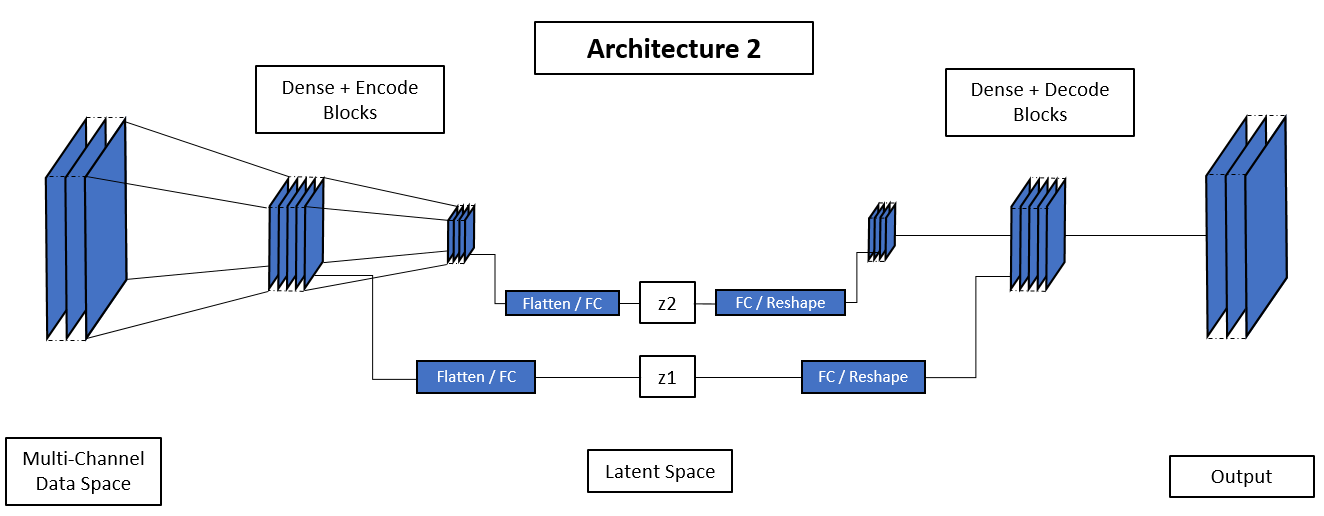 Architecture 2
Dense + Encode
Blocks
Dense + Decode
Blocks
Flatten / FC
z2
FC / Reshape
Flatten / FC
z1
FC / Reshape
Multi-Channel
Data Space
Latent Space
Output